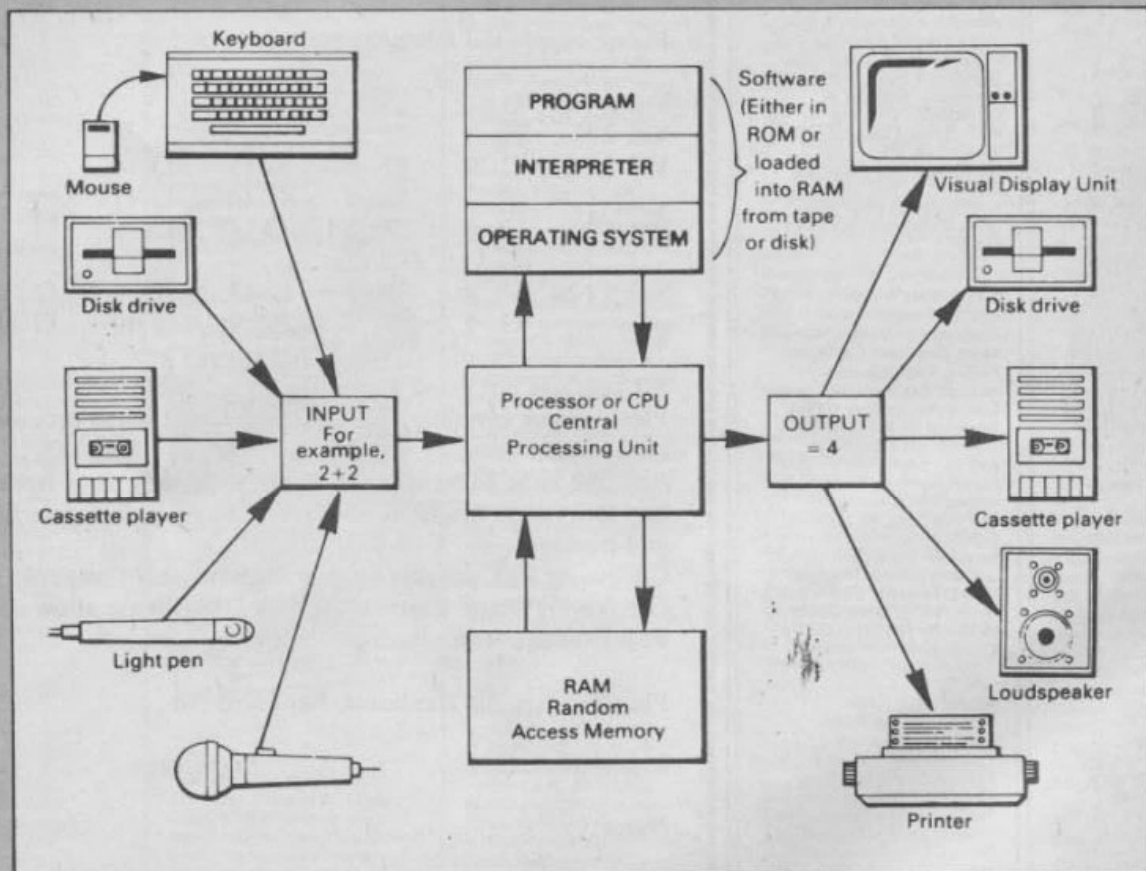 Keyboard
Mouse
Disk drive
Cassette player
Light pen
INPUT
For
example,
2+2
PROGRAM
INTERPRETER
OPERATING SYSTEM
Software
(Either in
ROM or
loaded
into RAM
from tape
or disk)
Processor or CPU
Central
Processing Unit
RAM
Random
Access Memory
OUTPUT
= 4
Visual Display Unit
Disk drive
Cassette player
Loudspeaker
Printer